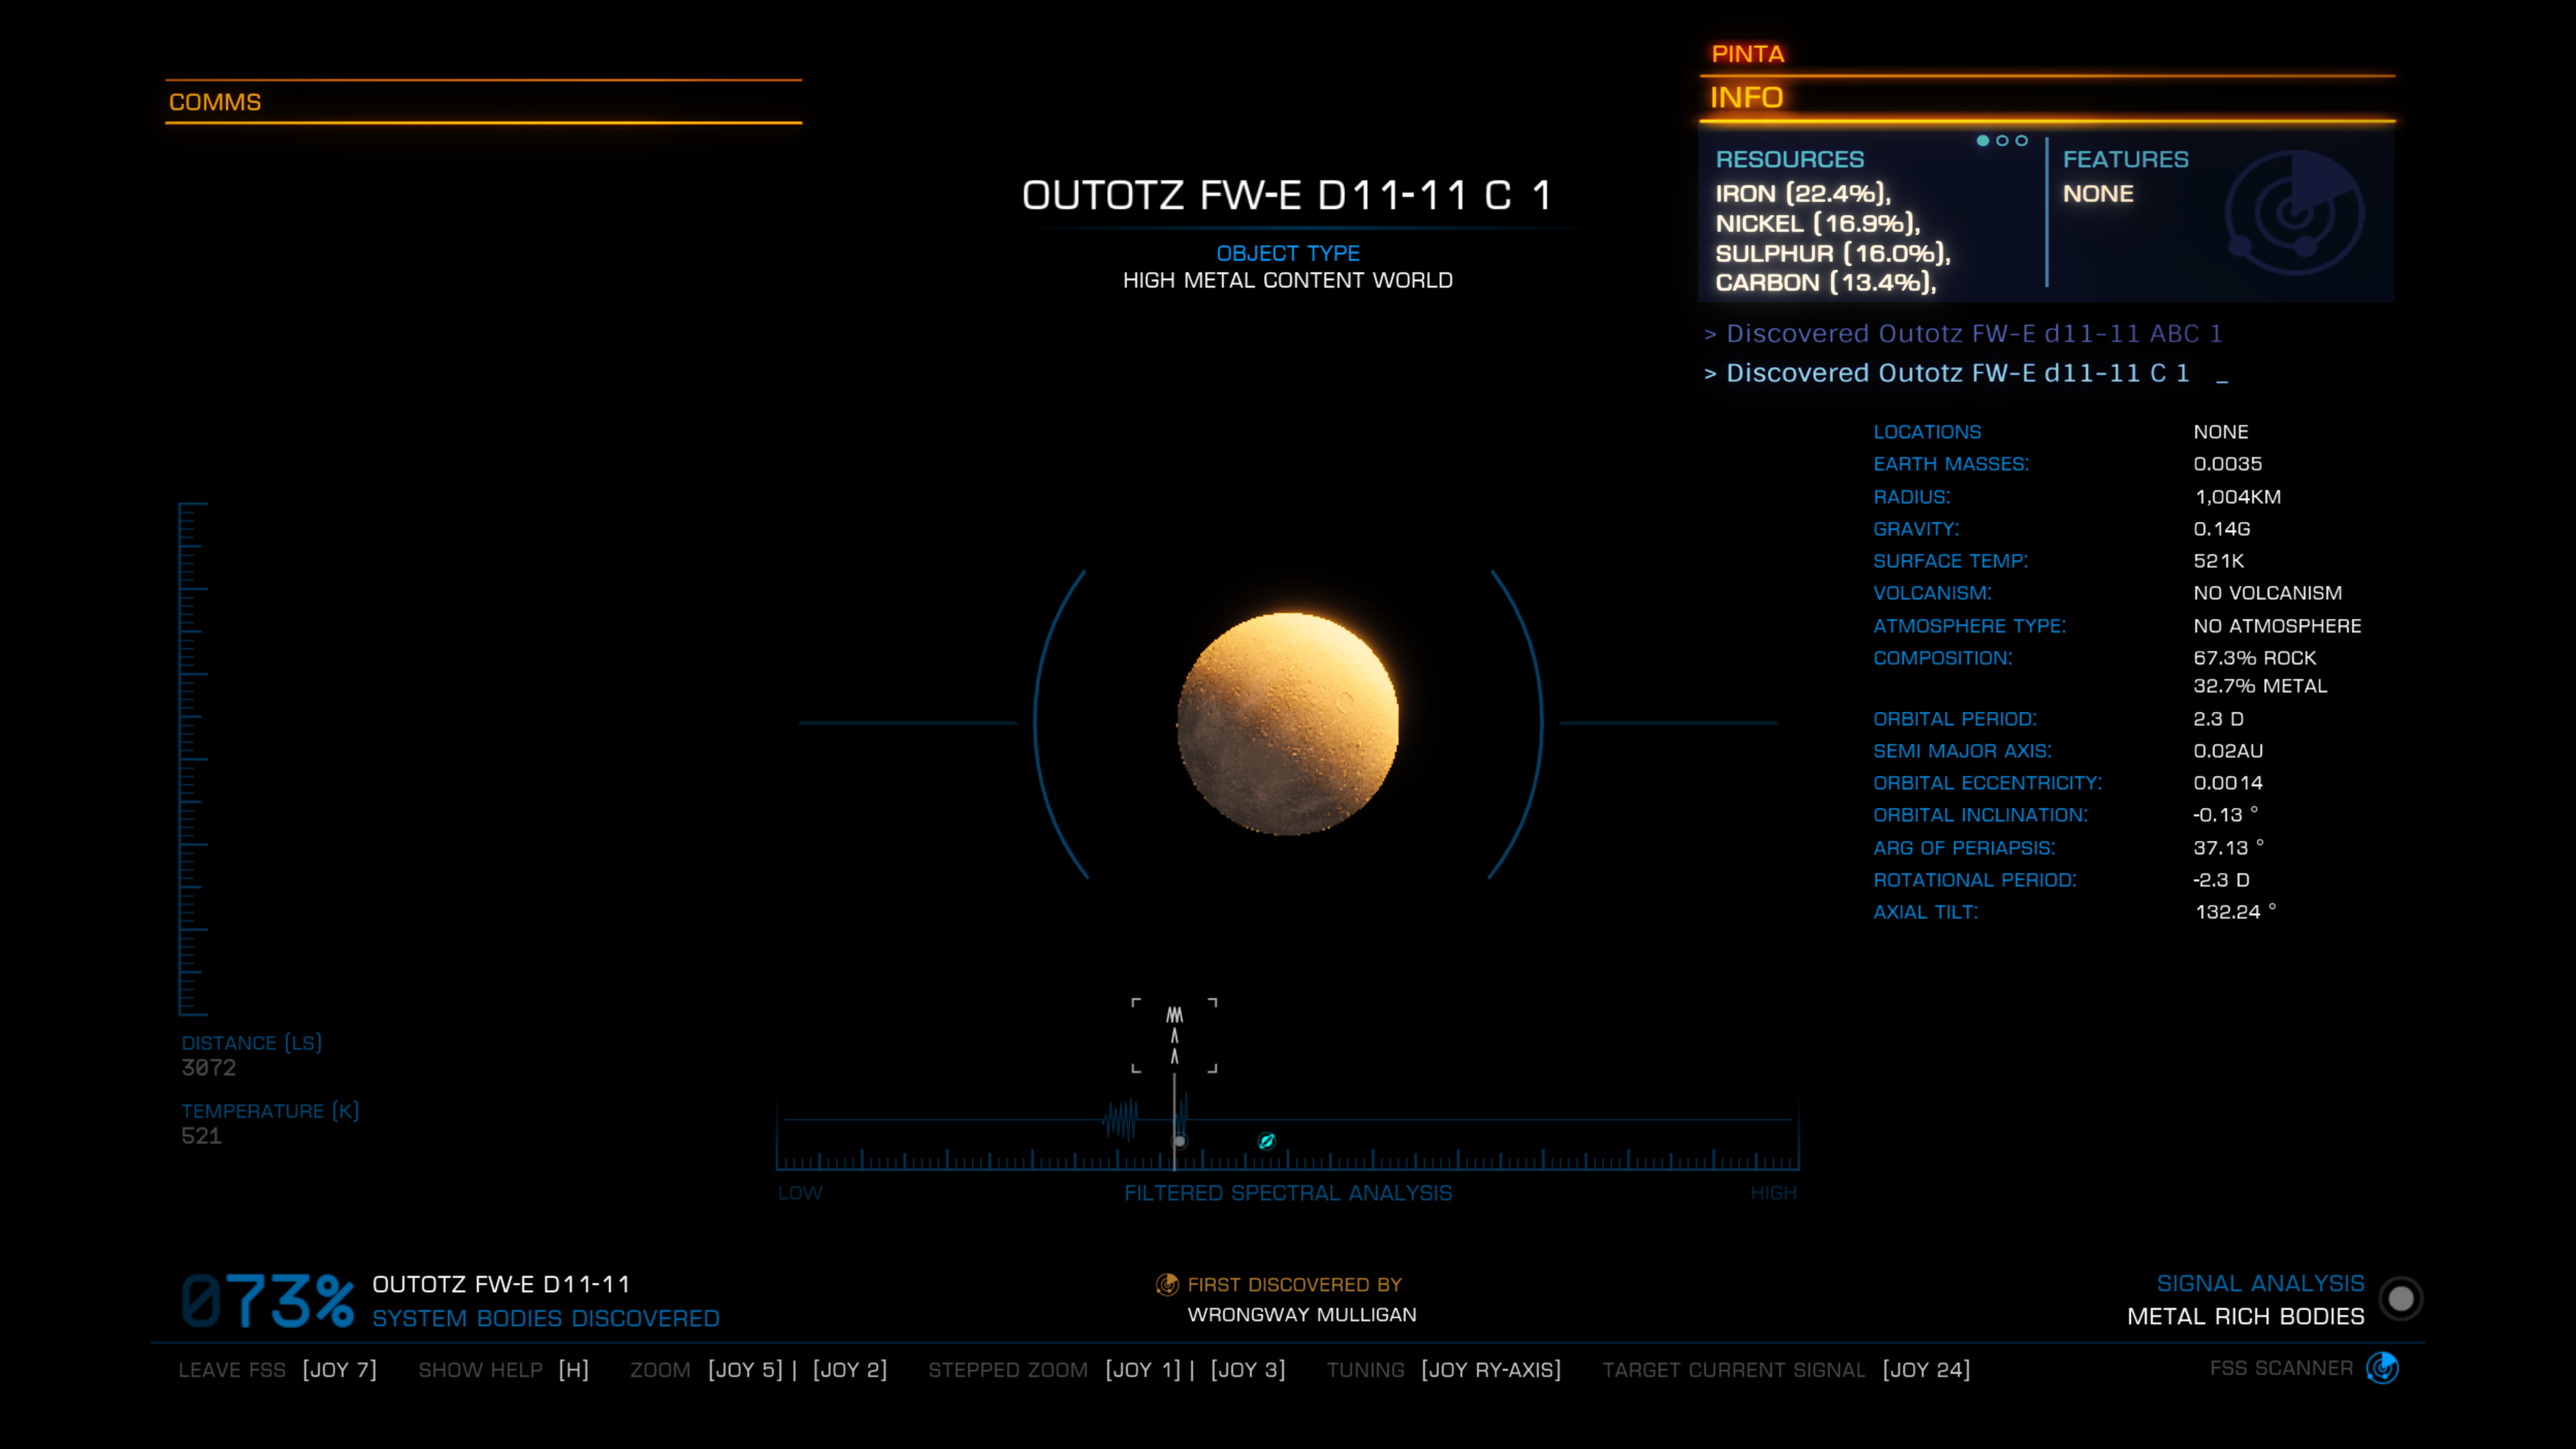 COMMS
PINTA
INFO
RESOURCES
IRON (22.4%),
NICKEL (16.9%),
SULPHUR (16.0%),
CARBON (13.4%),
FEATURES
NONE
OUTOTZ FW-E D11-11 C 1
OBJECT TYPE
HIGH METAL CONTENT WORLD
> Discovered Outotz FW-E d11-11 ABC 1
> Discovered Outotz FW-E d11-11 C 1 _
LOCATIONS NONE
EARTH MASSES: 0.0035
RADIUS: 1,004KM
GRAVITY: 0.14G
SURFACE TEMP: 521K
VOLCANISM: NO VOLCANISM
ATMOSPHERE TYPE: NO ATMOSPHERE
COMPOSITION: 67.3% ROCK
32.7% METAL
ORBITAL PERIOD: 2.3 D
SEMI MAJOR AXIS: 0.02AU
ORBITAL ECCENTRICITY: 0.0014
ORBITAL INCLINATION: -0.13 °
ARG OF PERIAPSIS: 37.13 °
ROTATIONAL PERIOD: -2.3 D
AXIAL TILT: 132.24 °
DISTANCE (LS)
3072
TEMPERATURE (K)
521
LOW FILTERED SPECTRAL ANALYSIS HIGH
073% OUTOTZ FW-E D11-11
SYSTEM BODIES DISCOVERED
FIRST DISCOVERED BY
WRONGWAY MULLIGAN
SIGNAL ANALYSIS
METAL RICH BODIES
LEAVE FSS [JOY 7] SHOW HELP [H] ZOOM [JOY 5] | [JOY 2] STEPPED ZOOM [JOY 1] | [JOY 3] TUNING [JOY RY-AXIS] TARGET CURRENT SIGNAL [JOY 24] FSS SCANNER